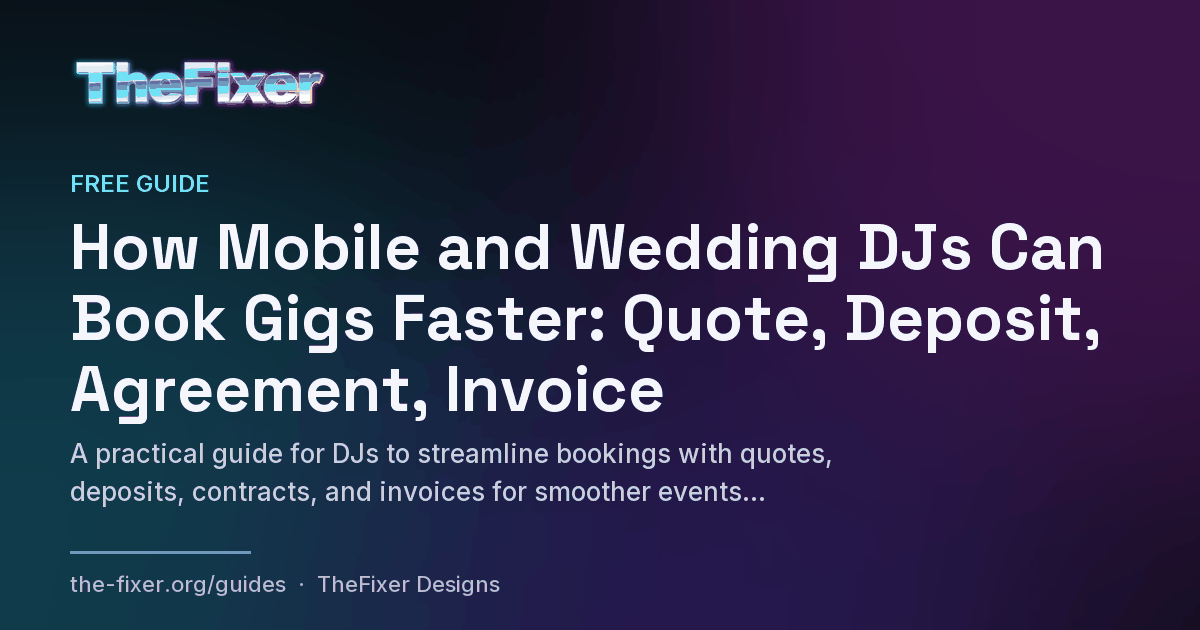 TheFixer
FREE GUIDE
How Mobile and Wedding DJs Can
Book Gigs Faster: Quote, Deposit,
Agreement, Invoice
A practical guide for DJs to streamline bookings with quotes,
deposits, contracts, and invoices for smoother events...
the-fixer.org/guides · TheFixer Designs